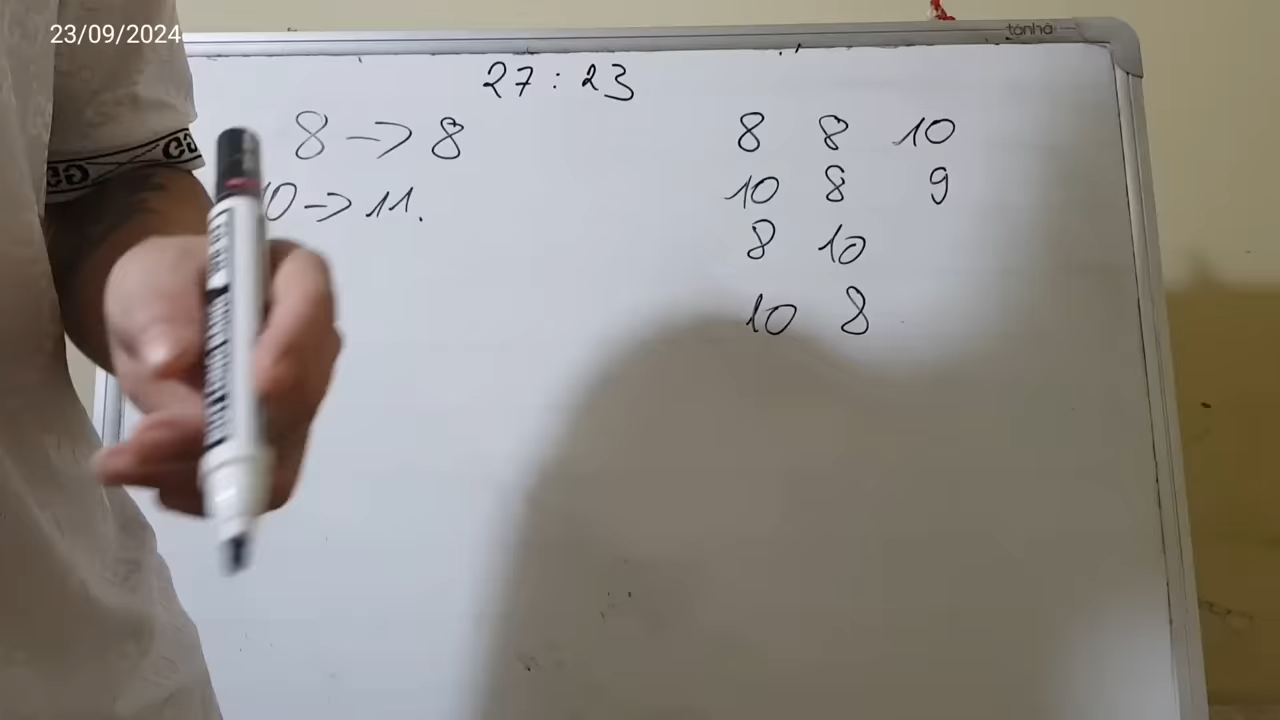 23/09/2024
tanhà
27 : 23
8 → 8
10 → 11.
8 8 10
10 8 9
8 10
10 8